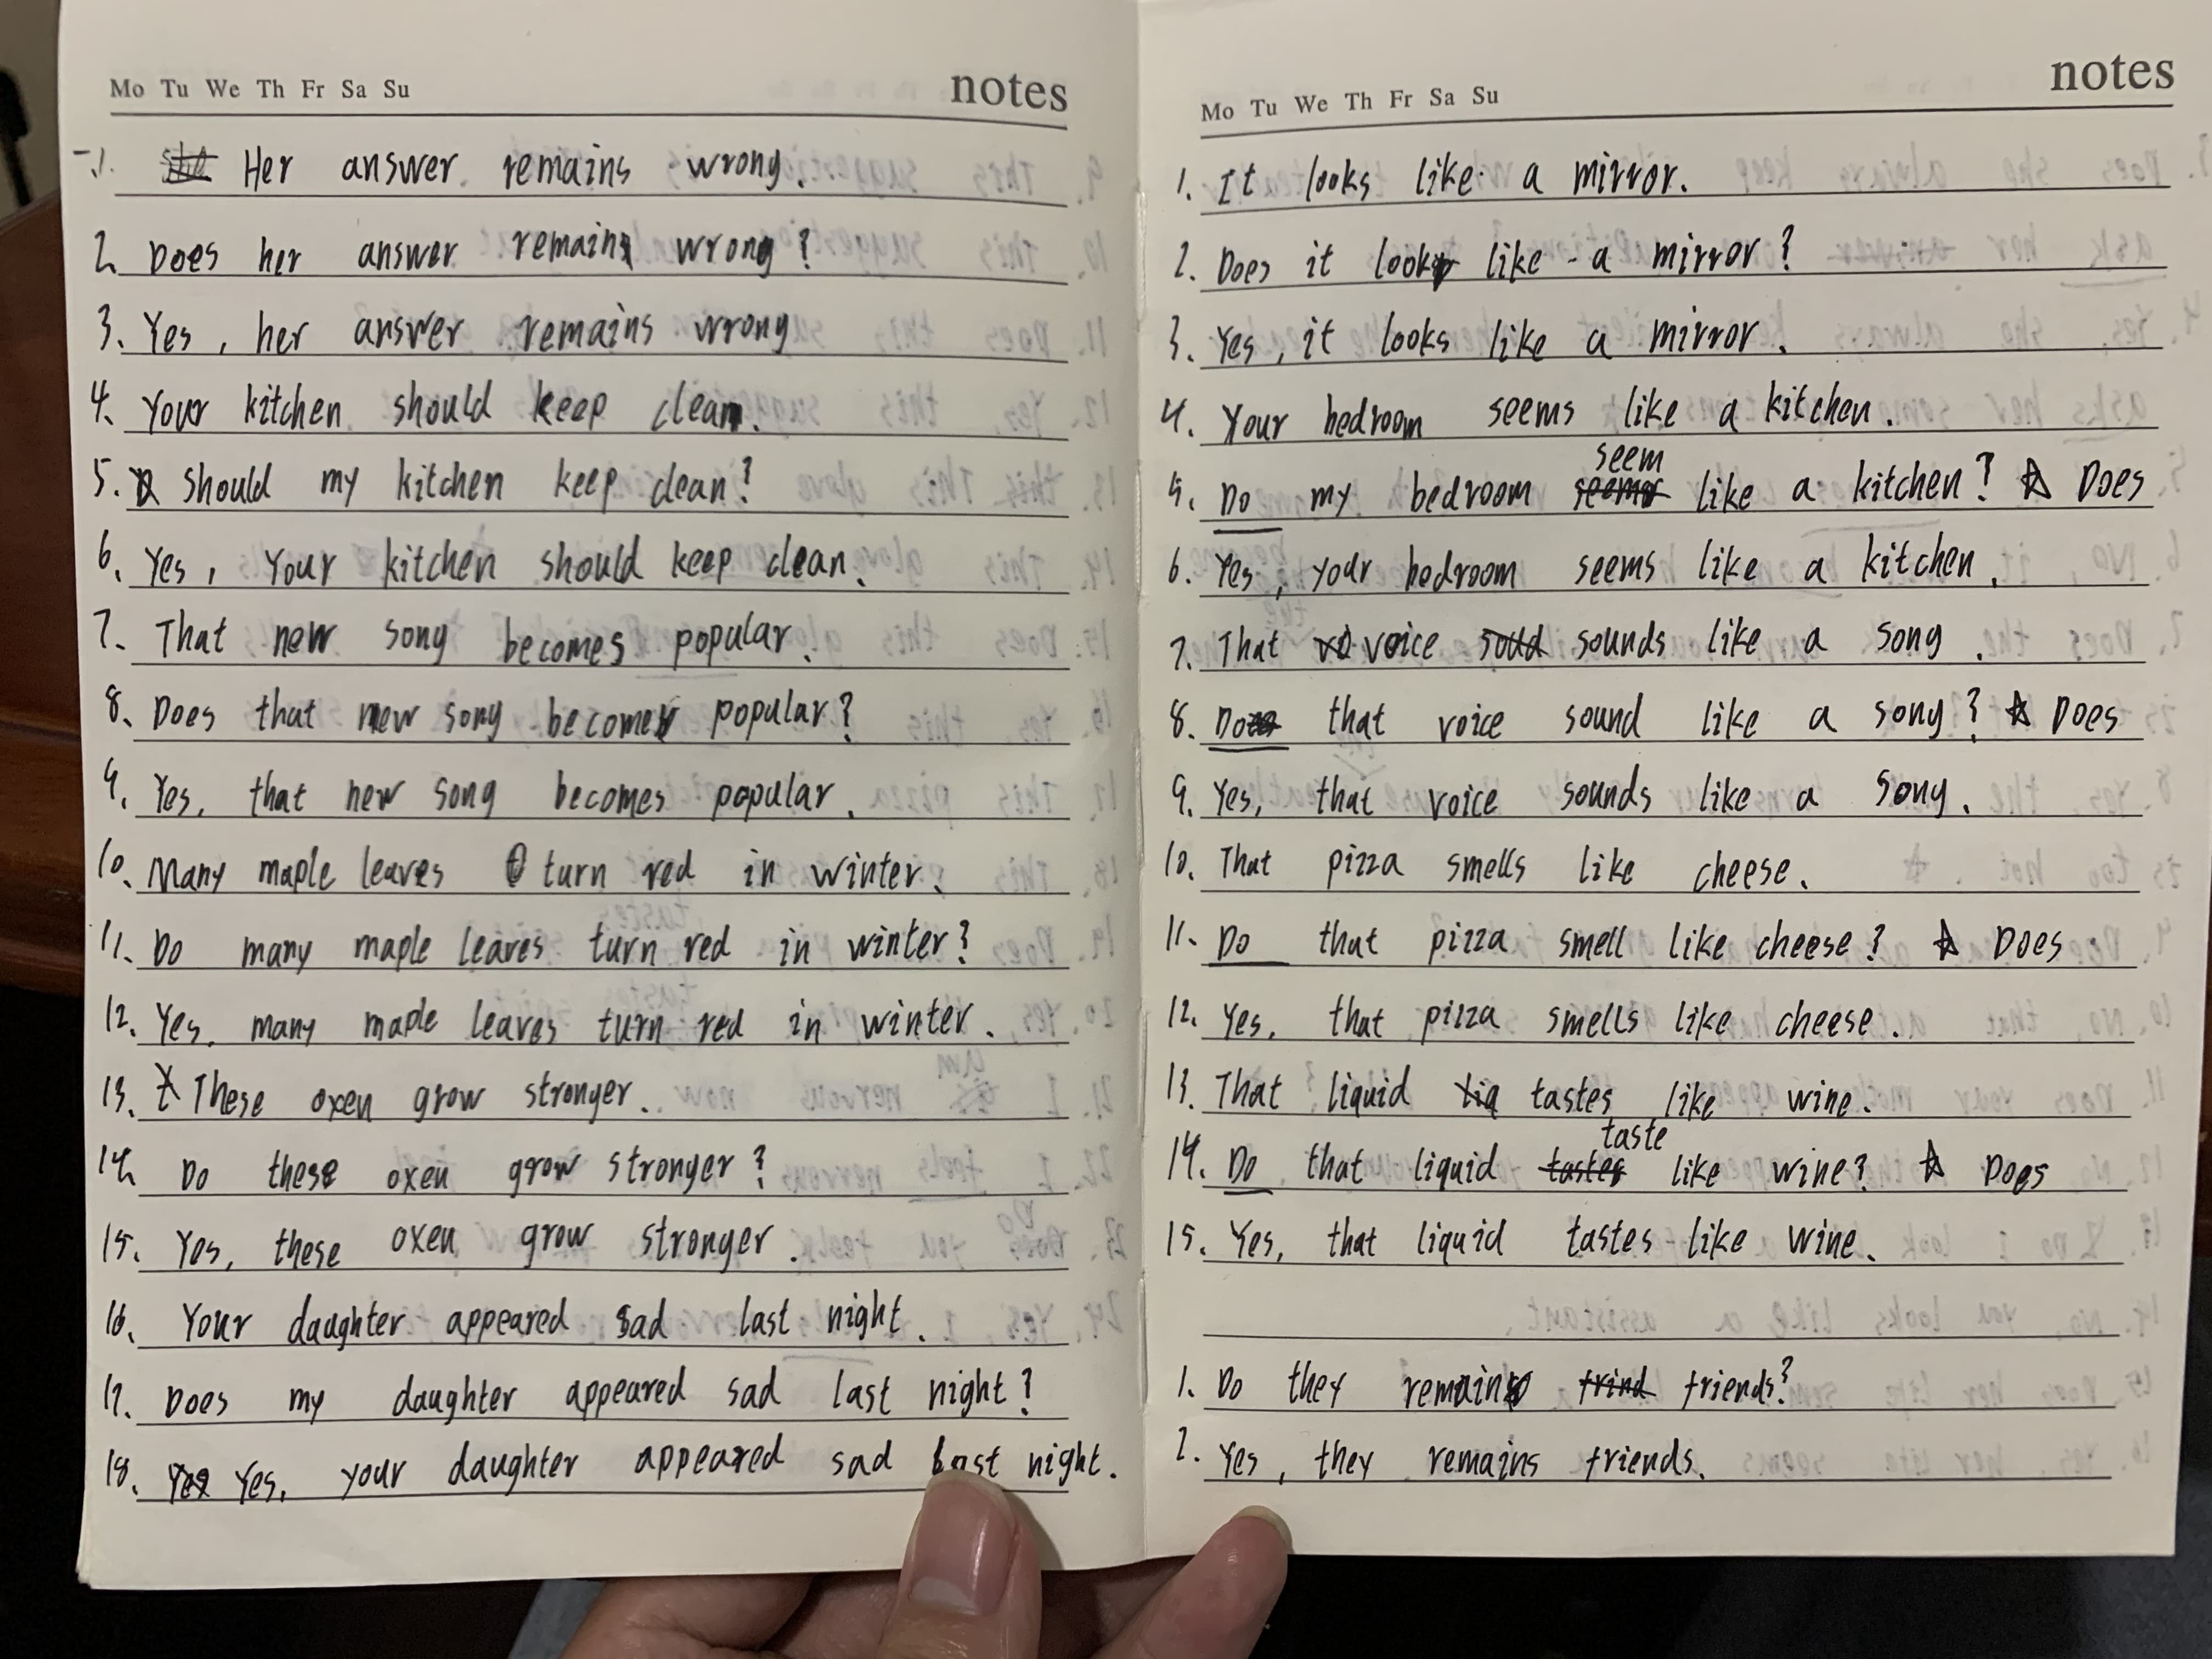 Mo Tu We Th Fr Sa Su notes
1. Her answer remains wrong.
2. Does her answer remain wrong?
3. Yes, her answer remains wrong
4. Your kitchen should keep clean.
5. Should my kitchen keep clean?
6. Yes, Your kitchen should keep clean.
7. That new song becomes popular.
8. Does that new song become popular?
9. Yes, that new song becomes popular.
10. Many maple leaves turn red in winter.
11. Do many maple leaves turn red in winter?
12. Yes, many maple leaves turn red in winter.
13. These oxen grow stronger.
14. Do these oxen grow stronger?
15. Yes, these oxen grow stronger.
16. Your daughter appeared sad last night.
17. Does my daughter appeared sad last night?
18. Yes, your daughter appeared sad last night.
Mo Tu We Th Fr Sa Su notes
1. It looks like a mirror.
2. Does it look like a mirror?
3. Yes, it looks like a mirror.
4. Your bedroom seems like a kitchen.
5. Do my bedroom seem like a kitchen? ☆ Does
6. Yes, your bedroom seems like a kitchen.
7. That voice sounds like a song.
8. Do that voice sound like a song? ☆ Does
9. Yes, that voice sounds like a song.
10. That pizza smells like cheese.
11. Do that pizza smell like cheese? ☆ Does
12. Yes, that pizza smells like cheese.
13. That liquid tastes like wine.
14. Do that liquid taste like wine? ☆ Does
15. Yes, that liquid tastes like wine.
1. Do they remain friends?
2. Yes, they remains friends.